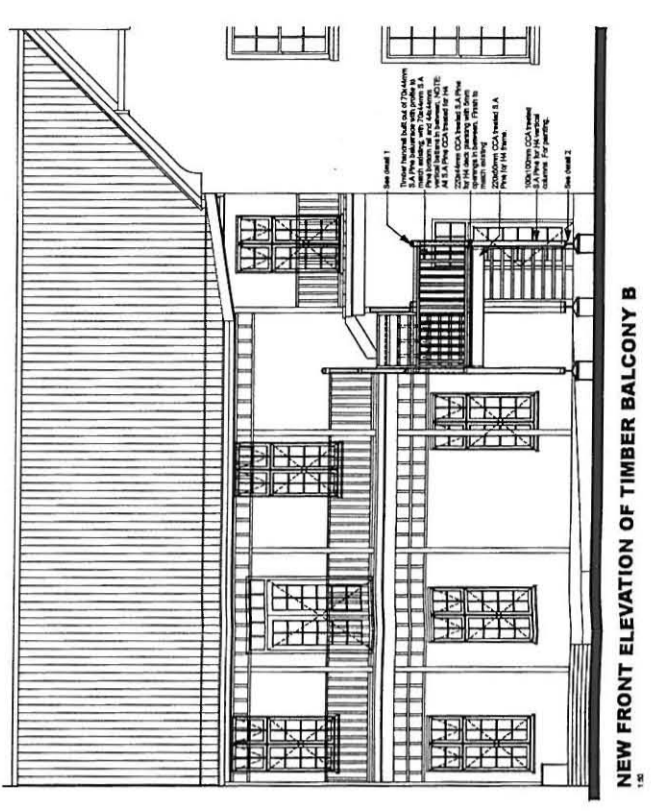 See detail 1
Timber handrail built out of 70x44mm
S.A Pine balustrade with profile to
match existing, with 70x44mm S.A
Pine bottom rail and 44x44mm
vertical battens in between. NOTE:
All S.A Pine CCA treated for H4
220x44mm CCA treated S.A Pine
for H4 deck planking with 5mm
openings in between. Finish to
match existing
220x50mm CCA treated S.A
Pine for H4 frame.
100x100mm CCA treated
S.A Pine for H4 vertical
columns. For painting.
See detail 2
NEW FRONT ELEVATION OF TIMBER BALCONY B
1:50